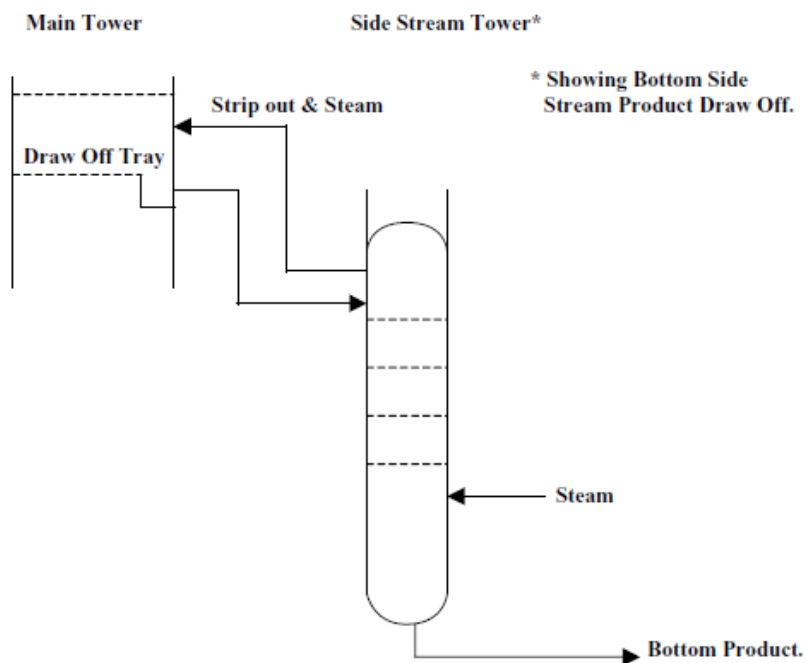 Main Tower
Side Stream Tower*
* Showing Bottom Side
Stream Product Draw Off.
Strip out & Steam
Draw Off Tray
Steam
Bottom Product.